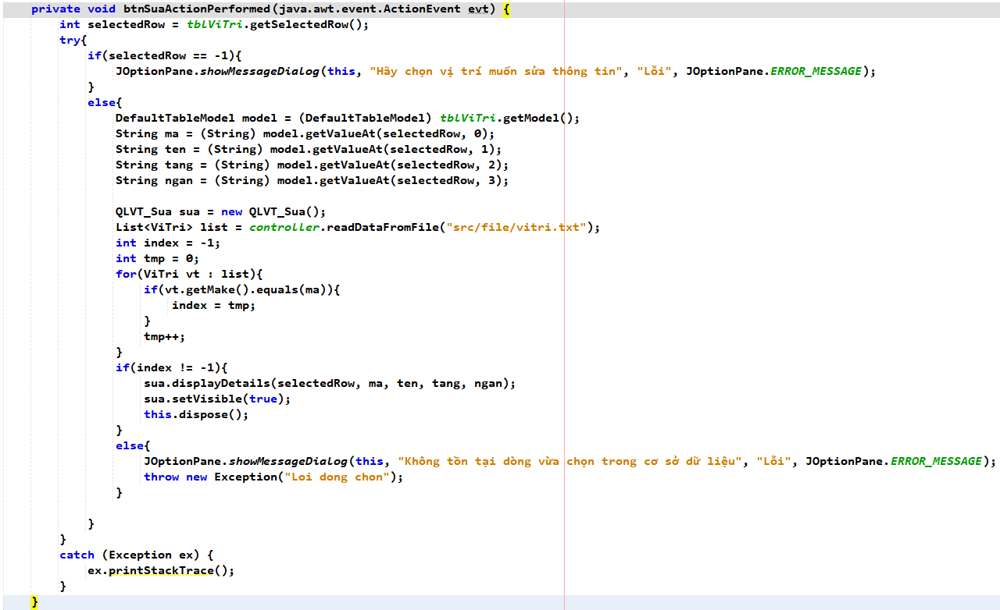 private void btnSuaActionPerformed(java.awt.event.ActionEvent evt) {
int selectedRow = tblViTri.getSelectedRow();
try{
if(selectedRow == -1){
JOptionPane.showMessageDialog(this, "Hãy chọn vị trí muốn sửa thông tin", "Lỗi", JOptionPane.ERROR_MESSAGE);
}
else{
DefaultTableModel model = (DefaultTableModel) tblViTri.getModel();
String ma = (String) model.getValueAt(selectedRow, 0);
String ten = (String) model.getValueAt(selectedRow, 1);
String tang = (String) model.getValueAt(selectedRow, 2);
String ngan = (String) model.getValueAt(selectedRow, 3);
QLVT_Sua sua = new QLVT_Sua();
List<ViTri> list = controller.readDataFromFile("src/file/vitri.txt");
int index = -1;
int tmp = 0;
for(ViTri vt : list){
if(vt.getMake().equals(ma)){
index = tmp;
}
tmp++;
}
if(index != -1){
sua.displayDetails(selectedRow, ma, ten, tang, ngan);
sua.setVisible(true);
this.dispose();
}
else{
JOptionPane.showMessageDialog(this, "Không tồn tại dòng vừa chọn trong cơ sở dữ liệu", "Lỗi", JOptionPane.ERROR_MESSAGE);
throw new Exception("Loi dong chon");
}
}
}
catch (Exception ex) {
ex.printStackTrace();
}
}